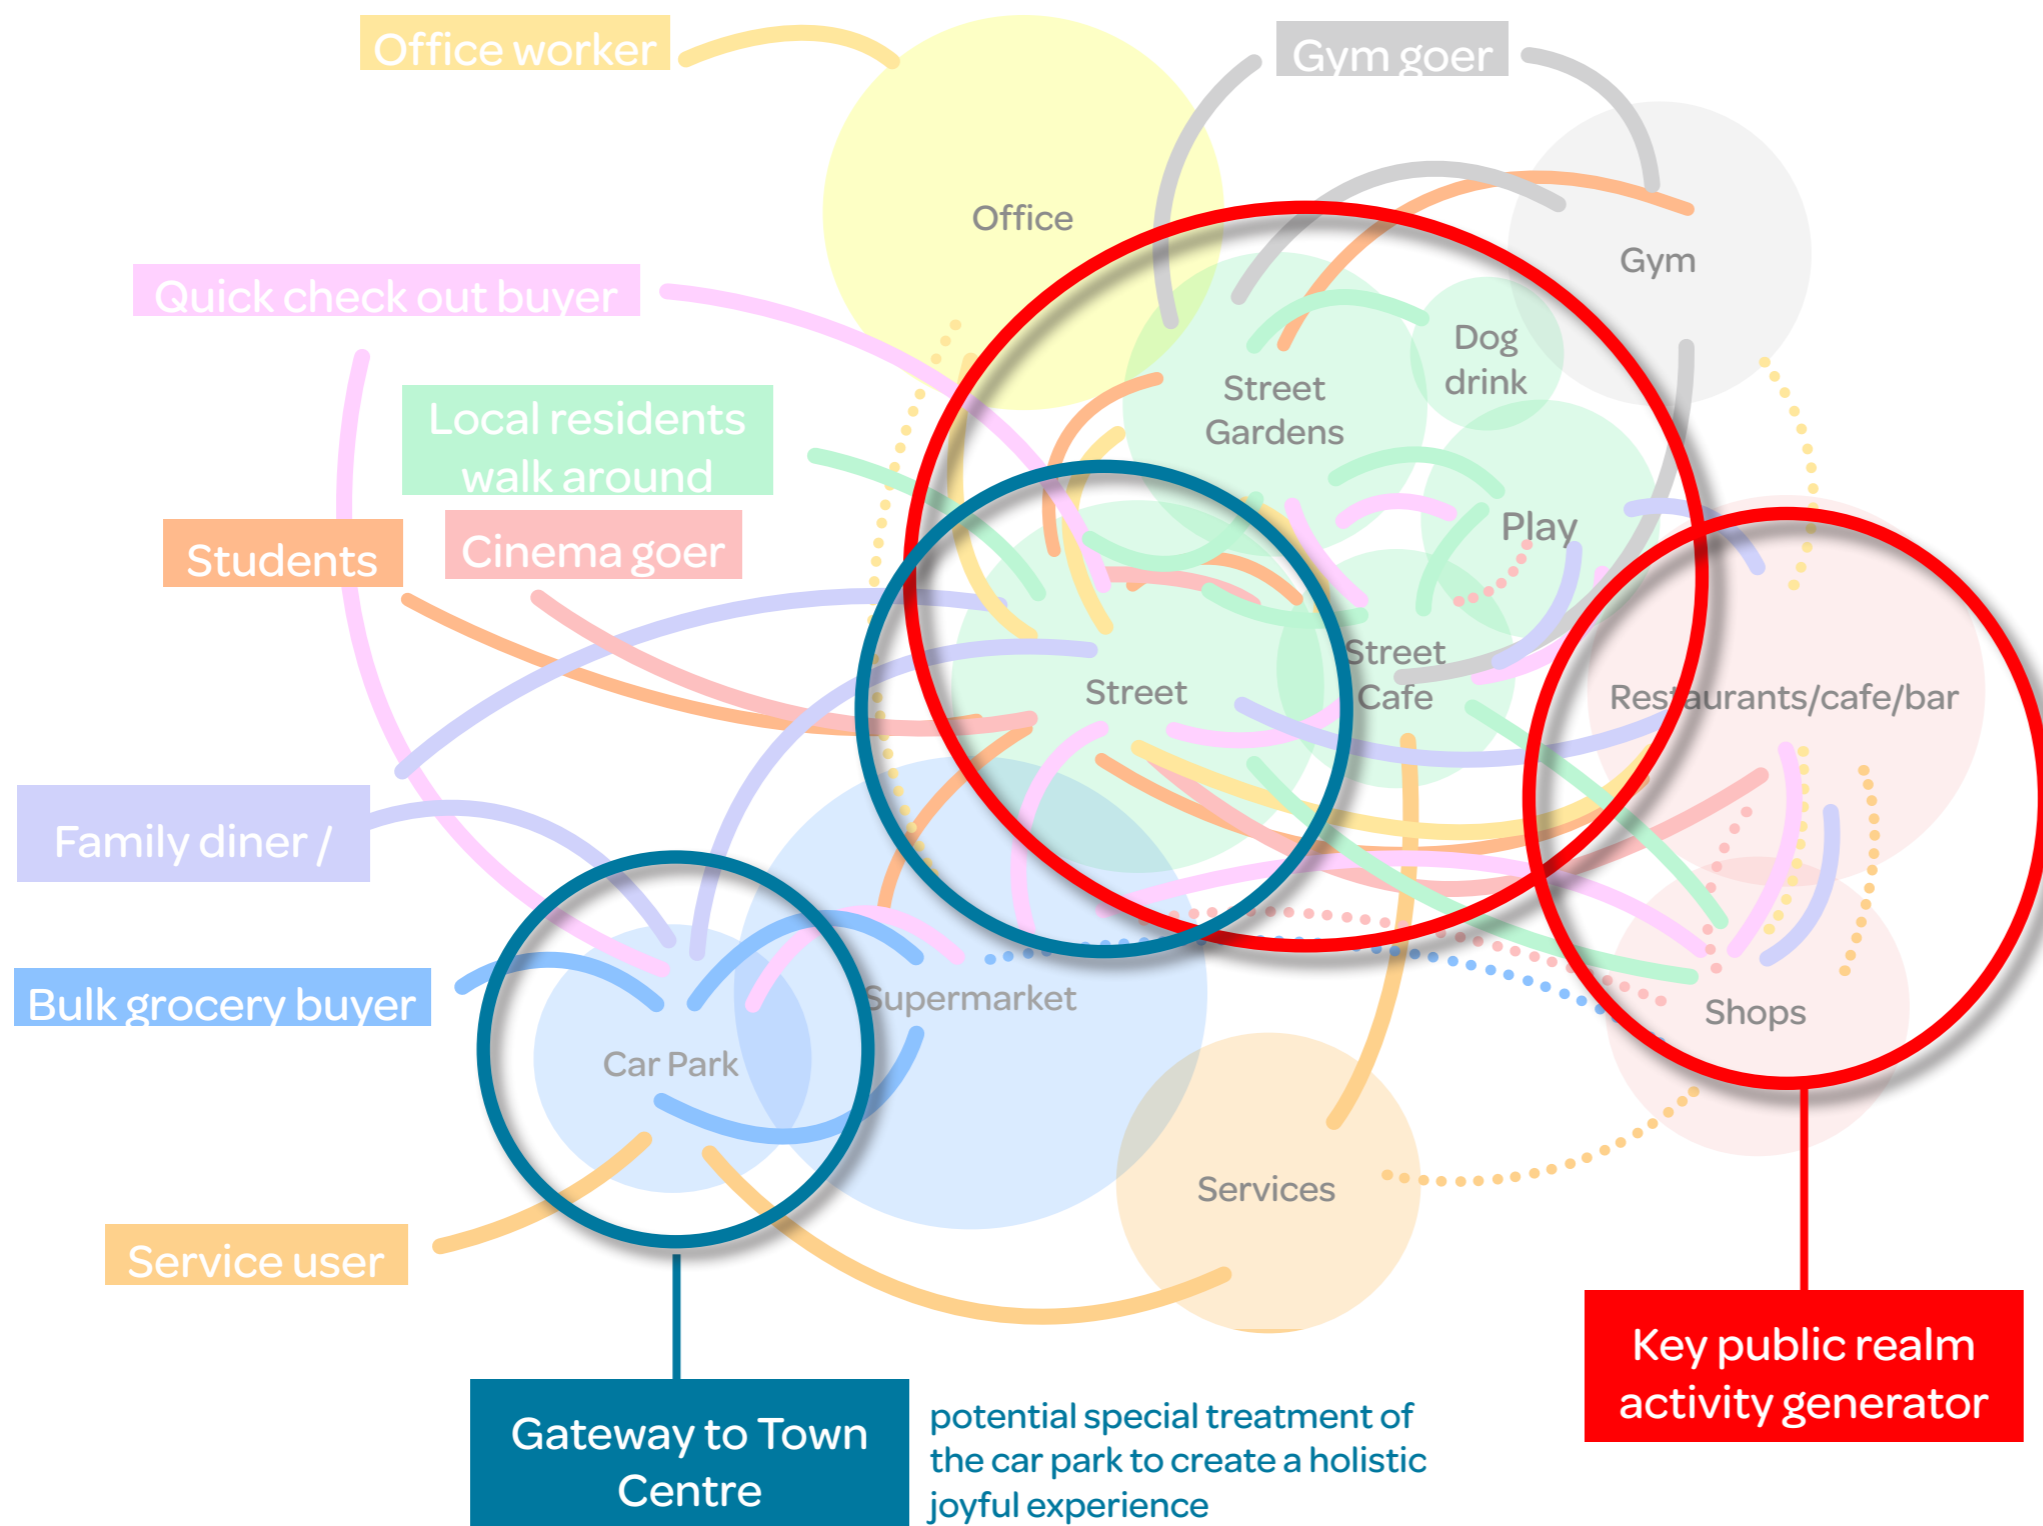 Office worker
Gym goer
Office
Gym
Quick check out buyer
Dog
drink
Street
Gardens
Local residents
walk around
Students
Cinema goer
Play
Street
Street
Cafe
Restaurants/cafe/bar
Family diner /
Bulk grocery buyer
Supermarket
Shops
Car Park
Services
Service user
Key public realm
activity generator
Gateway to Town
Centre
potential special treatment of
the car park to create a holistic
joyful experience